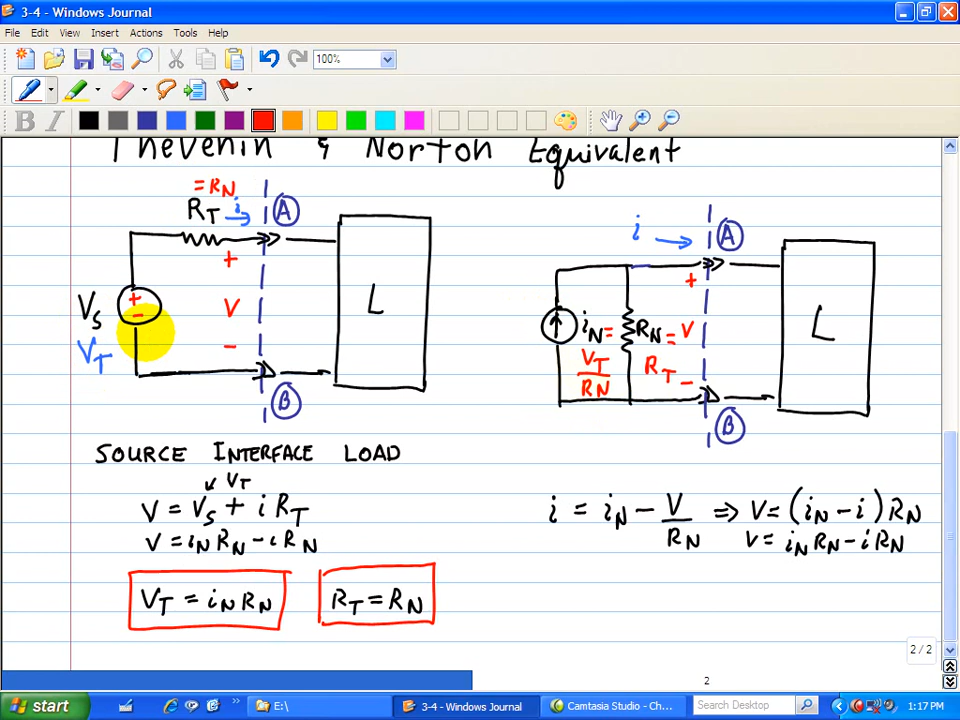 3-4 - Windows Journal
File Edit View Insert Actions Tools Help
100%
B I
Thevenin & Norton Equivalent
= RN
RT i A
+
VS + - V L
VT -
B
i A
+
iN = RN = V L
VT/RN RT -
B
SOURCE INTERFACE LOAD
VT
V = VS + i RT
V = iN RN - i RN
VT = iN RN RT = RN
i = iN - V/RN ⇒ V = (iN - i) RN
V = iN RN - i RN
2 / 2
2
start E:\ 3-4 - Windows Journal Camtasia Studio - Ch... Search Desktop 1:17 PM